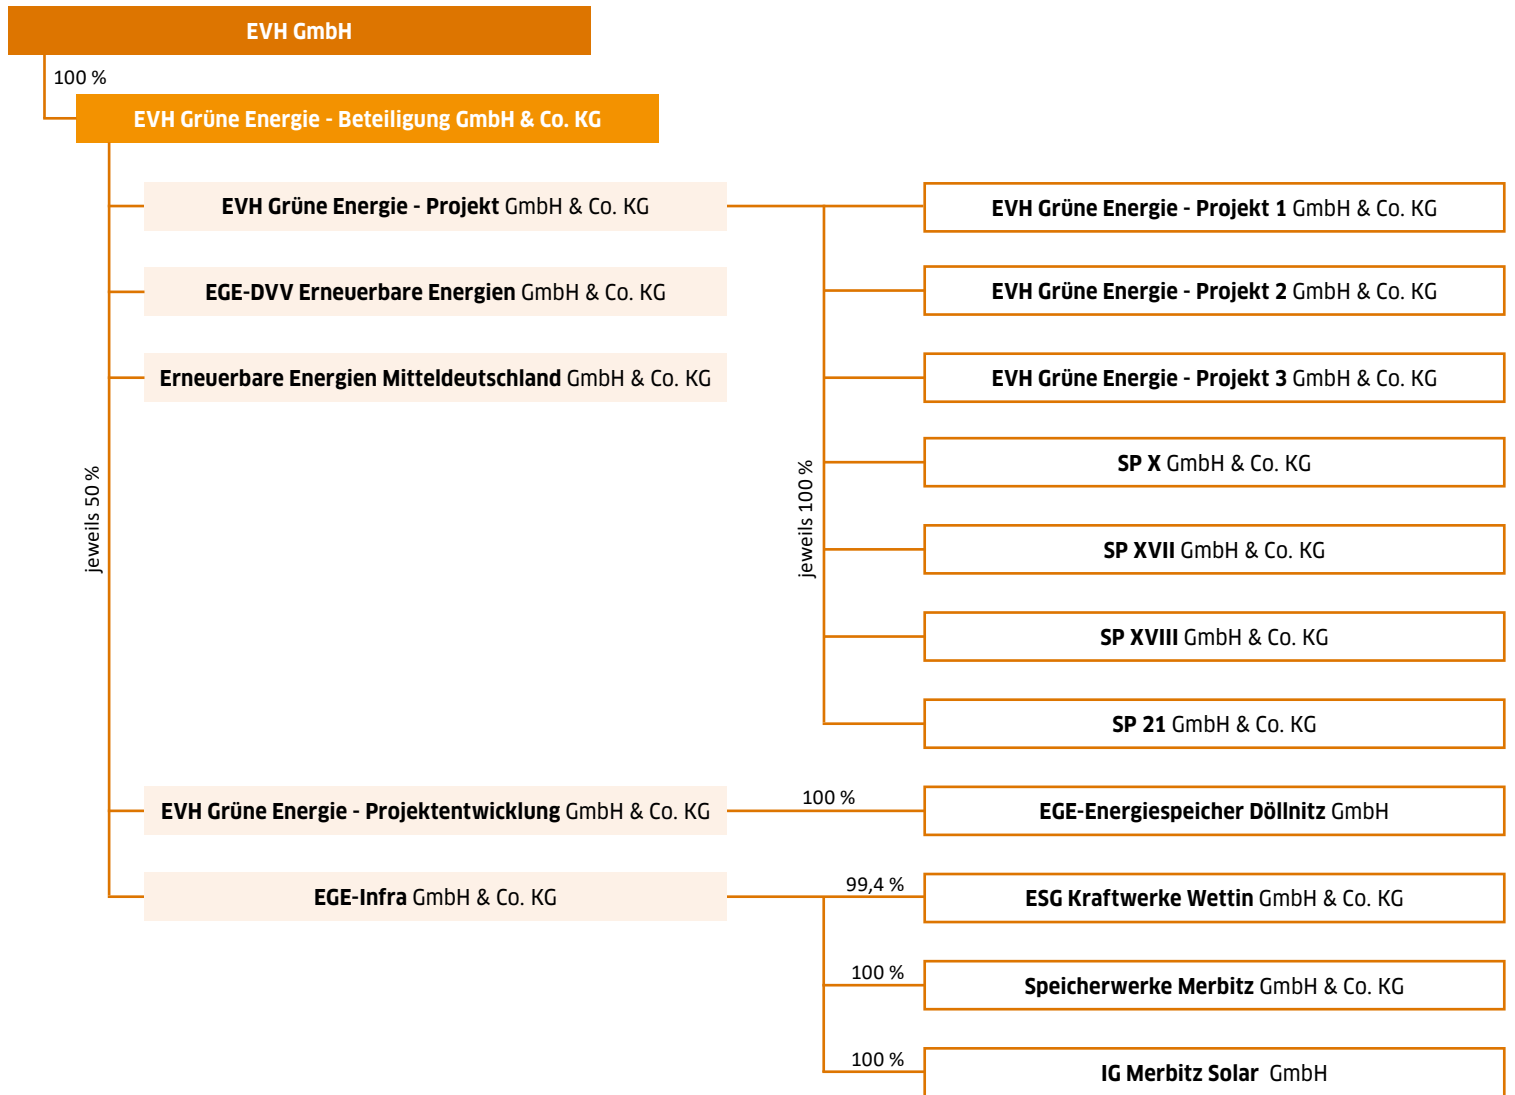 EVH GmbH
100 %
EVH Grüne Energie - Beteiligung GmbH & Co. KG
EVH Grüne Energie - Projekt GmbH & Co. KG
EVH Grüne Energie - Projekt 1 GmbH & Co. KG
EGE-DVV Erneuerbare Energien GmbH & Co. KG
EVH Grüne Energie - Projekt 2 GmbH & Co. KG
Erneuerbare Energien Mitteldeutschland GmbH & Co. KG
EVH Grüne Energie - Projekt 3 GmbH & Co. KG
jeweils 50 %
jeweils 100 %
SP X GmbH & Co. KG
SP XVII GmbH & Co. KG
SP XVIII GmbH & Co. KG
SP 21 GmbH & Co. KG
EVH Grüne Energie - Projektentwicklung GmbH & Co. KG
100 %
EGE-Energiespeicher Döllnitz GmbH
EGE-Infra GmbH & Co. KG
99,4 %
ESG Kraftwerke Wettin GmbH & Co. KG
100 %
Speicherwerke Merbitz GmbH & Co. KG
100 %
IG Merbitz Solar GmbH